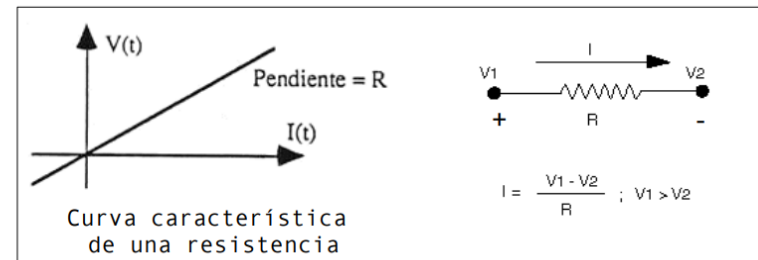 V(t)
Pendiente = R
I(t)
Curva característica
de una resistencia
I
V1
V2
+
R
-
I = V1 - V2 / R ; V1 > V2